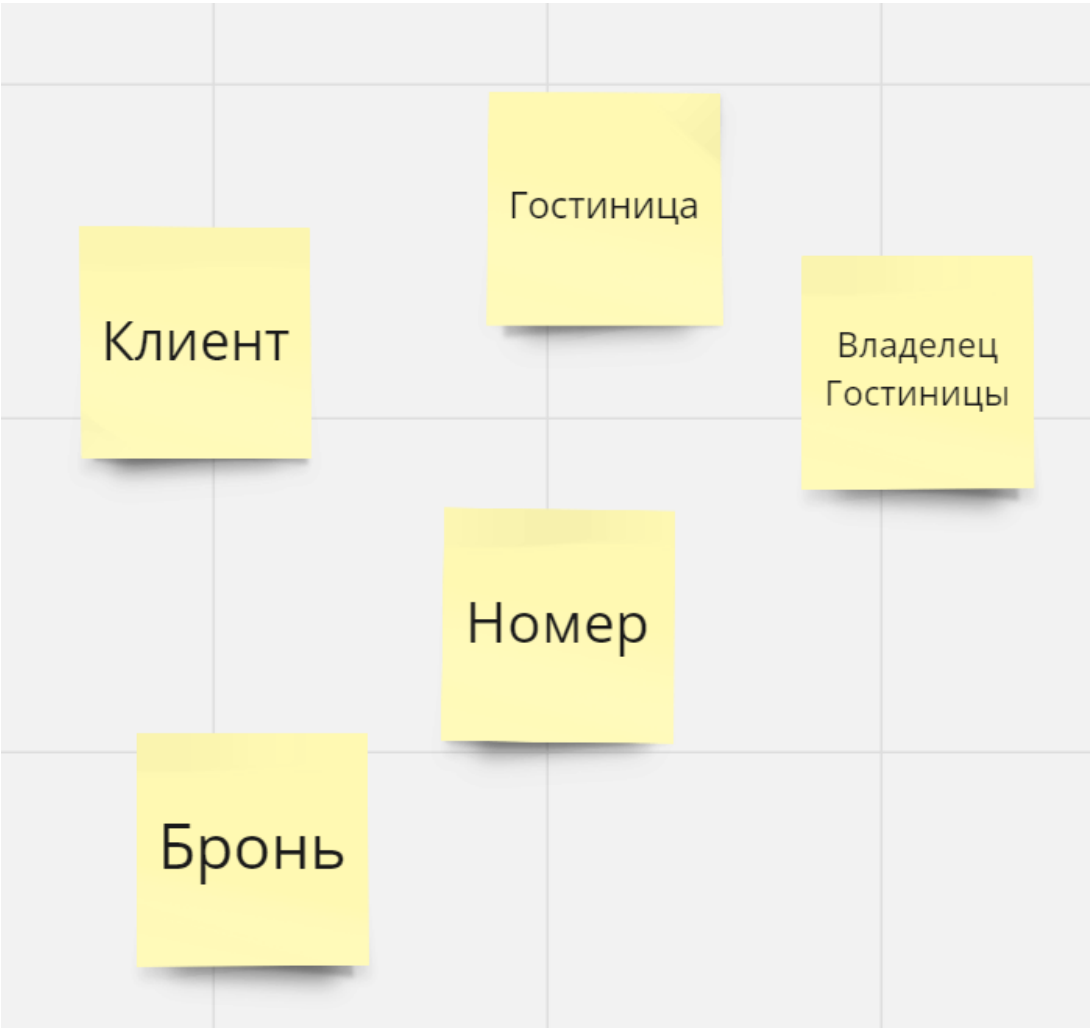 Гостиница
Клиент
Владелец
Гостиницы
Номер
Бронь